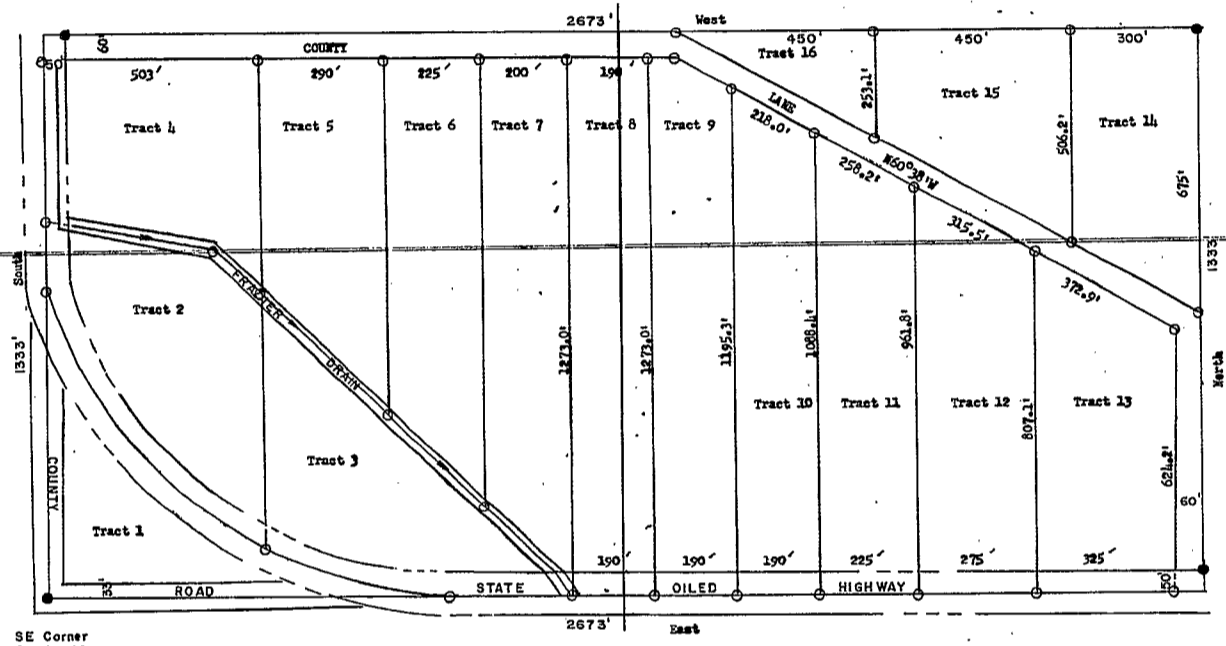 2673'
West
60'
COUNTY
450'
450'
300'
Tract 16
50'
503'
290'
225'
200'
190'
253.1'
Tract 15
LANE
218.0'
Tract 4
Tract 5
Tract 6
Tract 7
Tract 8
Tract 9
506.2'
Tract 14
258.2'
N60°38'W
675'
315.5'
1333'
South
372.9'
FRAZIER
DRAIN
Tract 2
1333'
1273.0'
1273.0'
1195.3'
1088.4'
961.8'
807.1'
624.2'
North
Tract 10
Tract 11
Tract 12
Tract 13
Tract 3
COUNTY
60'
Tract 1
190'
190'
190'
225'
275'
325'
33'
ROAD
STATE
OILED
HIGHWAY
50'
2673'
East
SE Corner